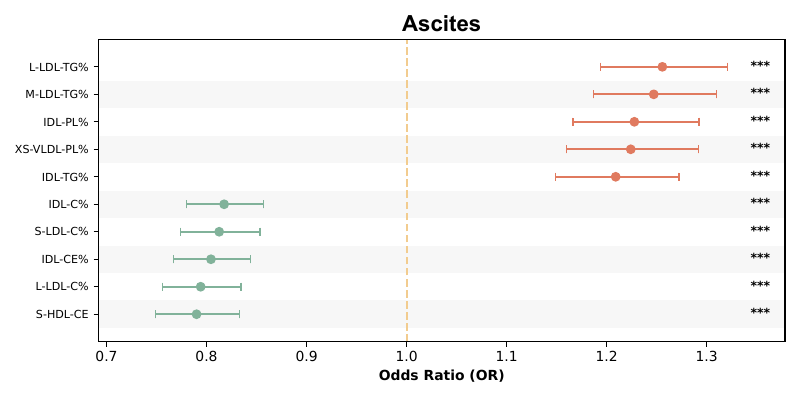 Ascites
L-LDL-TG% ***
M-LDL-TG% ***
IDL-PL% ***
XS-VLDL-PL% ***
IDL-TG% ***
IDL-C% ***
S-LDL-C% ***
IDL-CE% ***
L-LDL-C% ***
S-HDL-CE ***
0.7 0.8 0.9 1.0 1.1 1.2 1.3
Odds Ratio (OR)